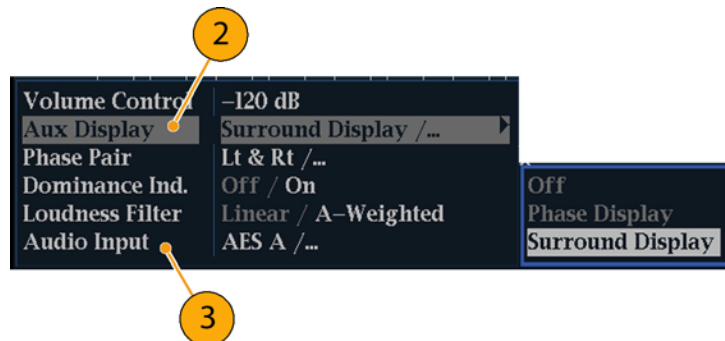 2
Volume Control –120 dB
Aux Display Surround Display /...
Phase Pair Lt & Rt /...
Dominance Ind. Off / On
Loudness Filter Linear / A–Weighted
Audio Input AES A /...
Off
Phase Display
Surround Display
3